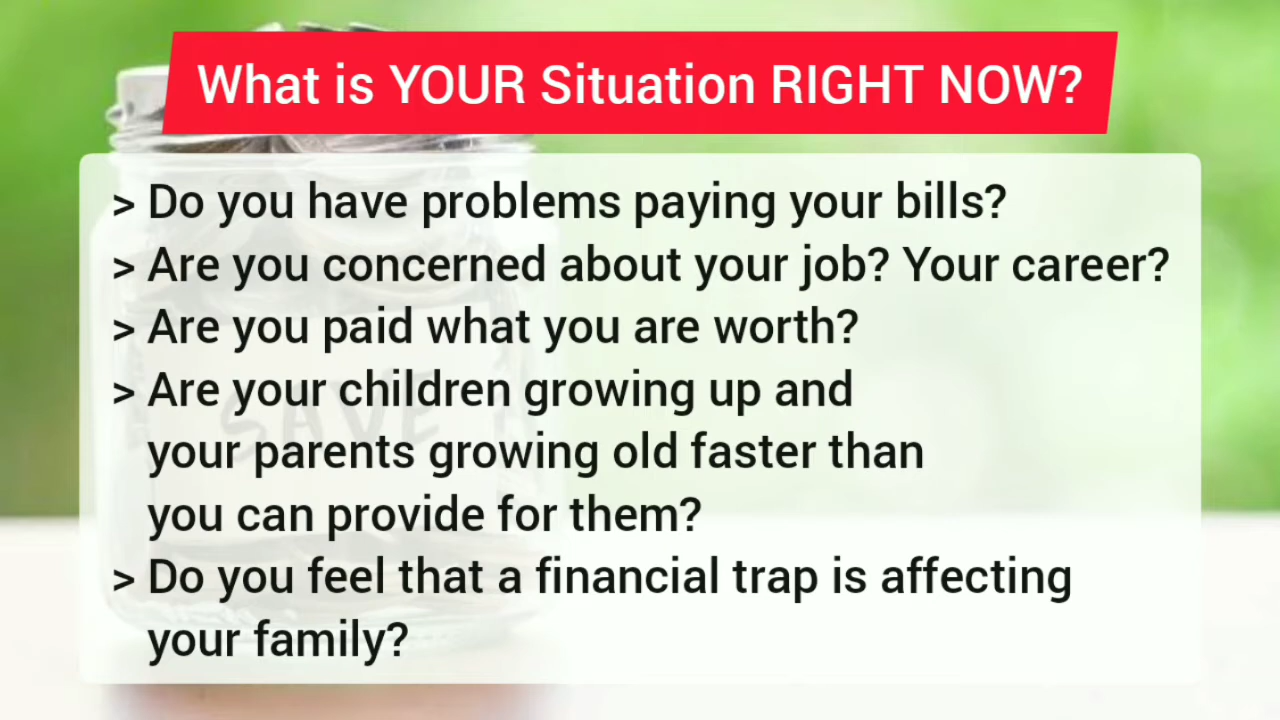 What is YOUR Situation RIGHT NOW?
> Do you have problems paying your bills?
> Are you concerned about your job? Your career?
> Are you paid what you are worth?
> Are your children growing up and
your parents growing old faster than
you can provide for them?
> Do you feel that a financial trap is affecting
your family?
SAVE